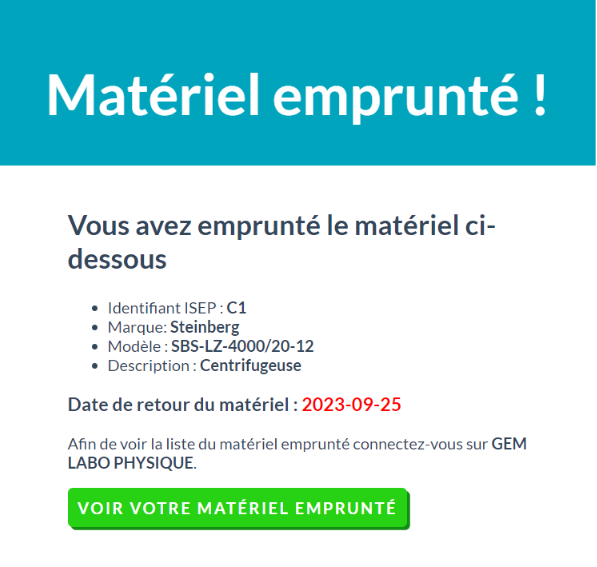 Matériel emprunté !
Vous avez emprunté le matériel ci-
dessous
Identifiant ISEP : C1
Marque: Steinberg
Modèle : SBS-LZ-4000/20-12
Description : Centrifugeuse
Date de retour du matériel : 2023-09-25
Afin de voir la liste du matériel emprunté connectez-vous sur GEM
LABO PHYSIQUE.
VOIR VOTRE MATÉRIEL EMPRUNTÉ